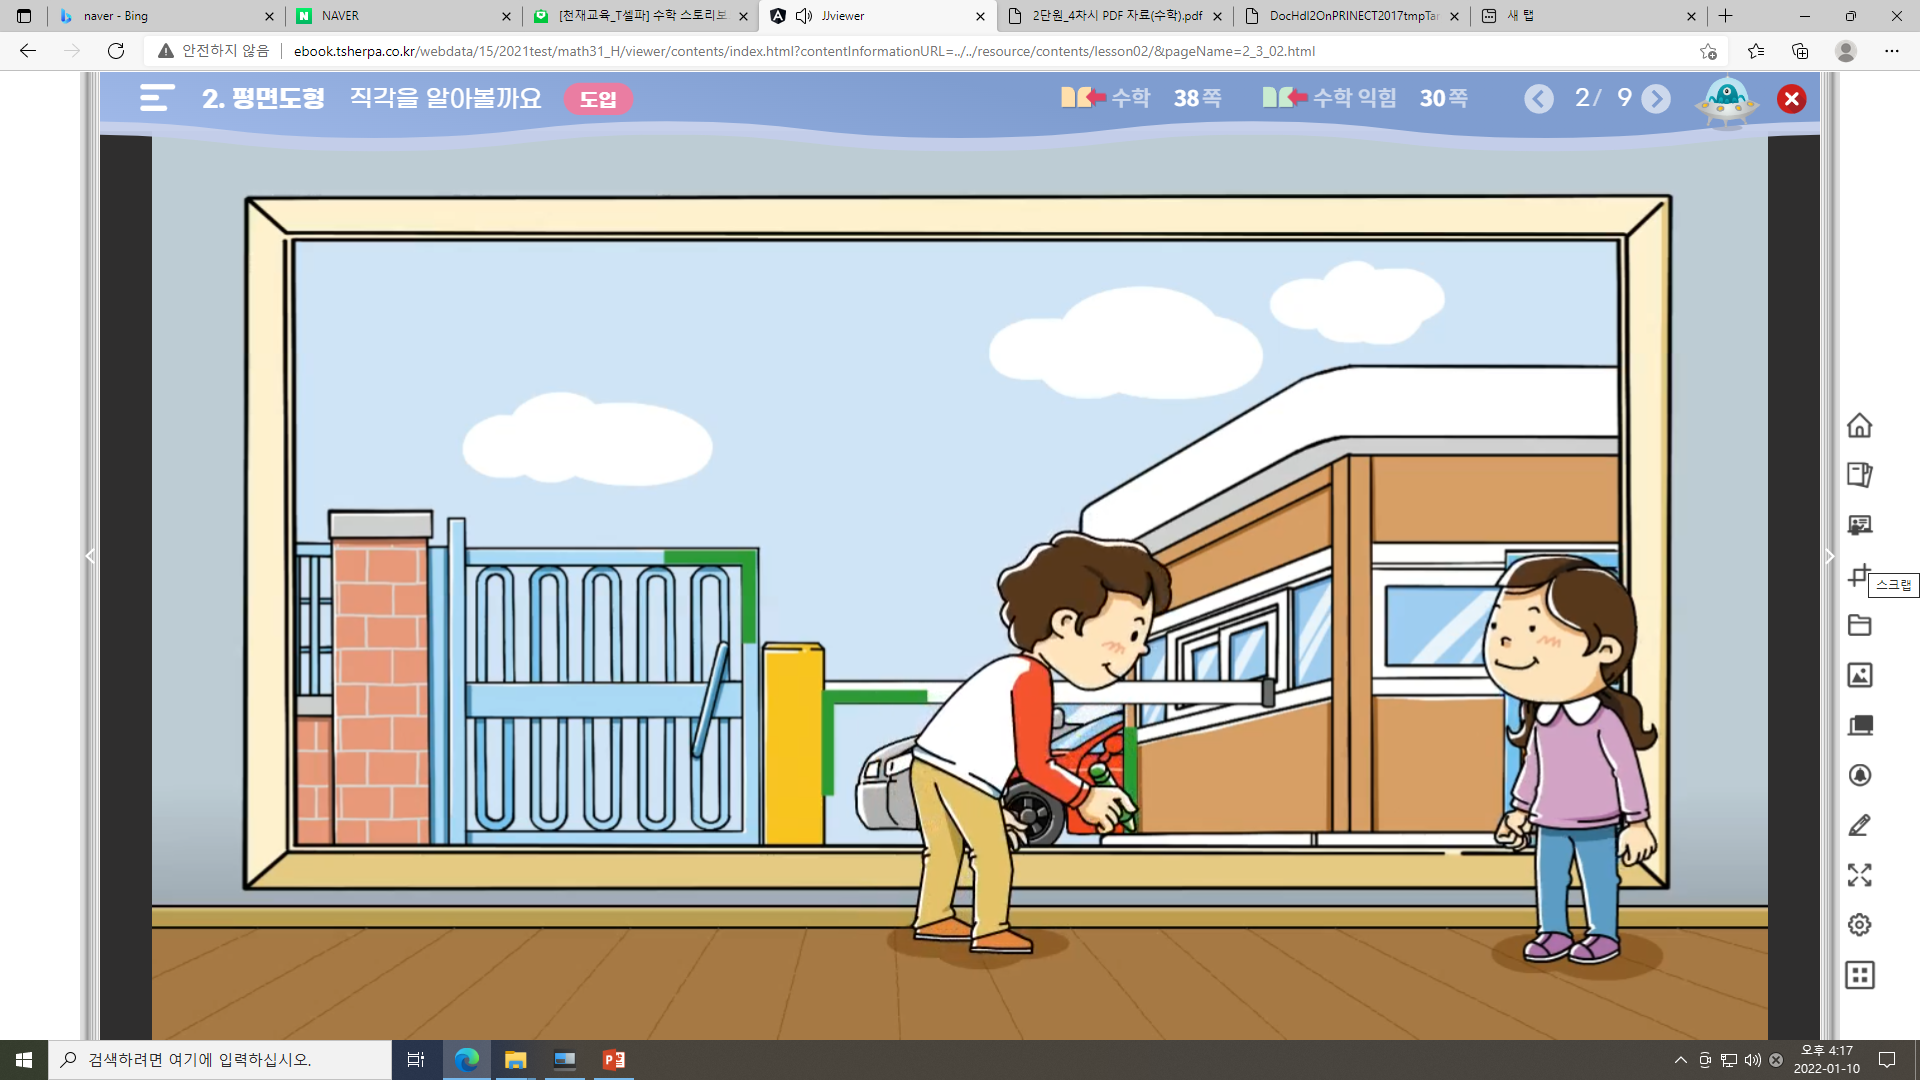 naver - Bing
NAVER
[천재교육_T셀파] 수학 스토리보
JJviewer
2단원_4차시 PDF 자료(수학).pdf
DocHdl2OnPRINECT2017tmpTar
새 탭
안전하지 않음
ebook.tsherpa.co.kr/webdata/15/2021test/math31_H/viewer/contents/index.html?contentInformationURL=../../resource/contents/lesson02/&pageName=2_3_02.html
2. 평면도형 직각을 알아볼까요 도입
수학 38쪽
수학 익힘 30쪽
2/ 9
스크랩
검색하려면 여기에 입력하십시오.
오후 4:17
2022-01-10